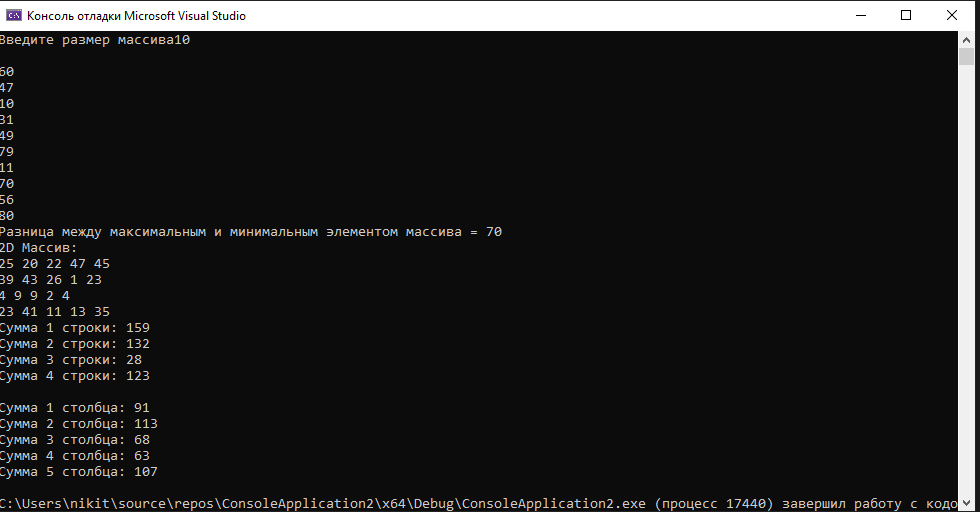 Консоль отладки Microsoft Visual Studio
Введите размер массива10
60
47
10
31
49
79
11
70
56
80
Разница между максимальным и минимальным элементом массива = 70
2D Массив:
25 20 22 47 45
39 43 26 1 23
4 9 9 2 4
23 41 11 13 35
Сумма 1 строки: 159
Сумма 2 строки: 132
Сумма 3 строки: 28
Сумма 4 строки: 123
Сумма 1 столбца: 91
Сумма 2 столбца: 113
Сумма 3 столбца: 68
Сумма 4 столбца: 63
Сумма 5 столбца: 107
C:\Users\nikit\source\repos\ConsoleApplication2\x64\Debug\ConsoleApplication2.exe (процесс 17440) завершил работу с кодо